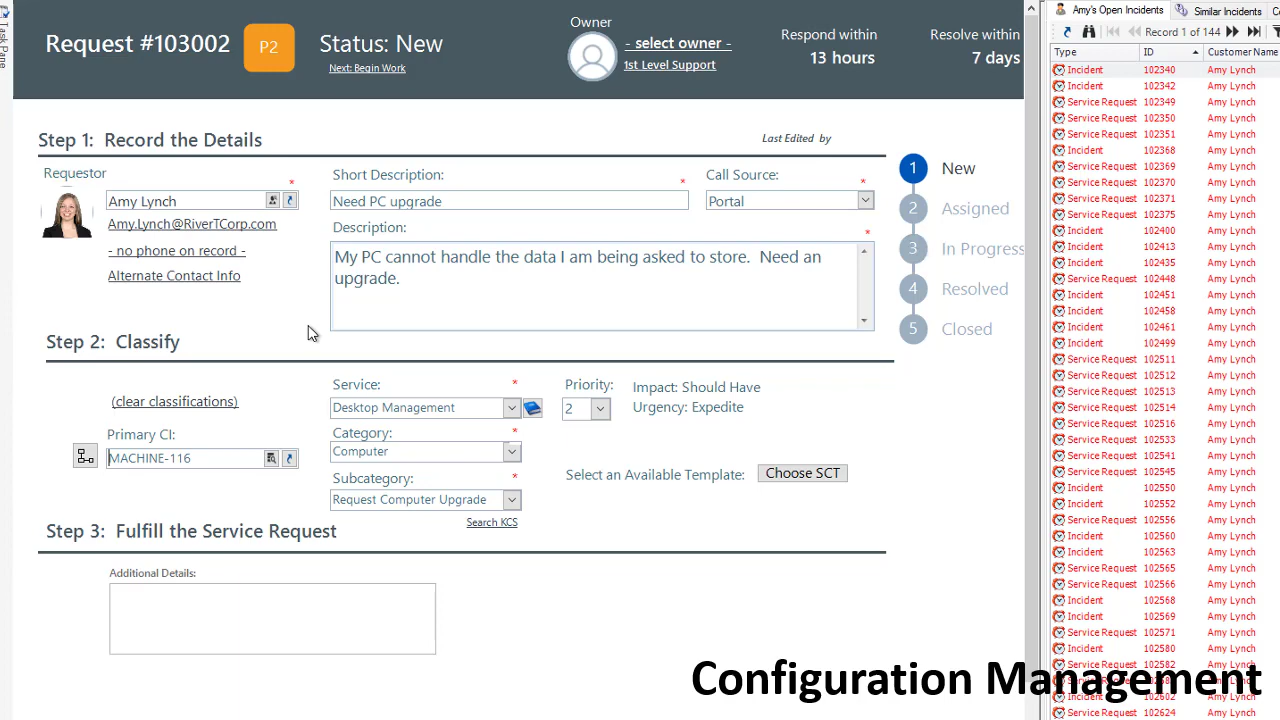 Task Pane
Request #103002
P2
Status: New
Next: Begin Work
Owner
- select owner -
1st Level Support
Respond within
13 hours
Resolve within
7 days
Step 1: Record the Details
Last Edited by
Requestor
*
Amy Lynch
Amy.Lynch@RiverTCorp.com
- no phone on record -
Alternate Contact Info
Short Description:
*
Need PC upgrade
Call Source:
*
Portal
Description:
*
My PC cannot handle the data I am being asked to store. Need an
upgrade.
1 New
2 Assigned
3 In Progress
4 Resolved
5 Closed
Step 2: Classify
(clear classifications)
Primary CI:
MACHINE-116
Service: *
Desktop Management
Category: *
Computer
Subcategory: *
Request Computer Upgrade
Search KCS
Priority:
2
Impact: Should Have
Urgency: Expedite
Select an Available Template:
Choose SCT
Step 3: Fulfill the Service Request
Additional Details:
Amy's Open Incidents
Similar Incidents
Record 1 of 144
Type ID Customer Name
Incident 102340 Amy Lynch
Incident 102342 Amy Lynch
Service Request 102349 Amy Lynch
Service Request 102350 Amy Lynch
Service Request 102351 Amy Lynch
Incident 102368 Amy Lynch
Service Request 102369 Amy Lynch
Service Request 102370 Amy Lynch
Service Request 102371 Amy Lynch
Service Request 102375 Amy Lynch
Incident 102400 Amy Lynch
Incident 102413 Amy Lynch
Incident 102435 Amy Lynch
Service Request 102448 Amy Lynch
Incident 102451 Amy Lynch
Incident 102458 Amy Lynch
Incident 102461 Amy Lynch
Incident 102499 Amy Lynch
Service Request 102511 Amy Lynch
Service Request 102512 Amy Lynch
Service Request 102513 Amy Lynch
Service Request 102514 Amy Lynch
Service Request 102516 Amy Lynch
Service Request 102533 Amy Lynch
Service Request 102541 Amy Lynch
Service Request 102545 Amy Lynch
Incident 102550 Amy Lynch
Incident 102552 Amy Lynch
Service Request 102556 Amy Lynch
Incident 102560 Amy Lynch
Incident 102563 Amy Lynch
Service Request 102565 Amy Lynch
Service Request 102566 Amy Lynch
Incident 102568 Amy Lynch
Incident 102569 Amy Lynch
Service Request 102571 Amy Lynch
Incident 102580 Amy Lynch
Service Request 102582 Amy Lynch
Incident 102602 Amy Lynch
Service Request 102624 Amy Lynch
Configuration Management